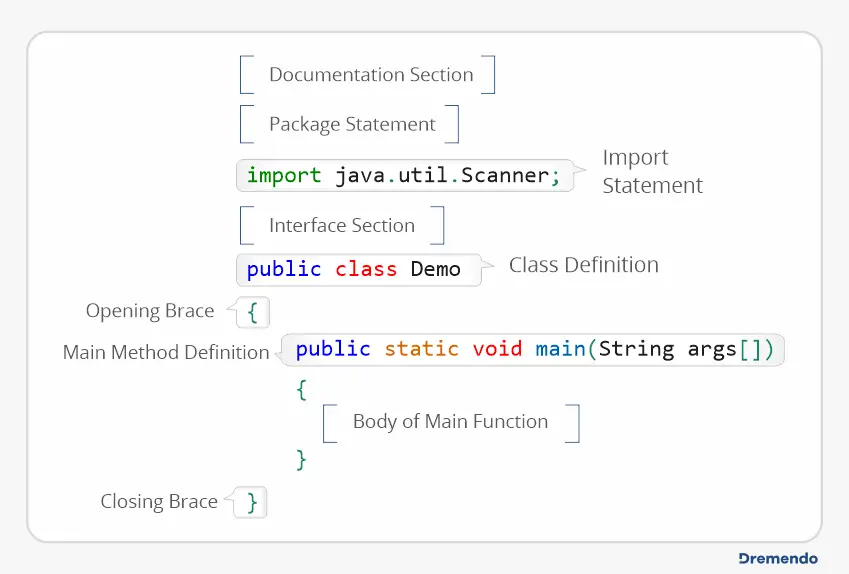 Documentation Section
Package Statement
import java.util.Scanner;
Import
Statement
Interface Section
public class Demo
Class Definition
Opening Brace
{
Main Method Definition
public static void main(String args[])
{
Body of Main Function
}
Closing Brace
}
Dremendo